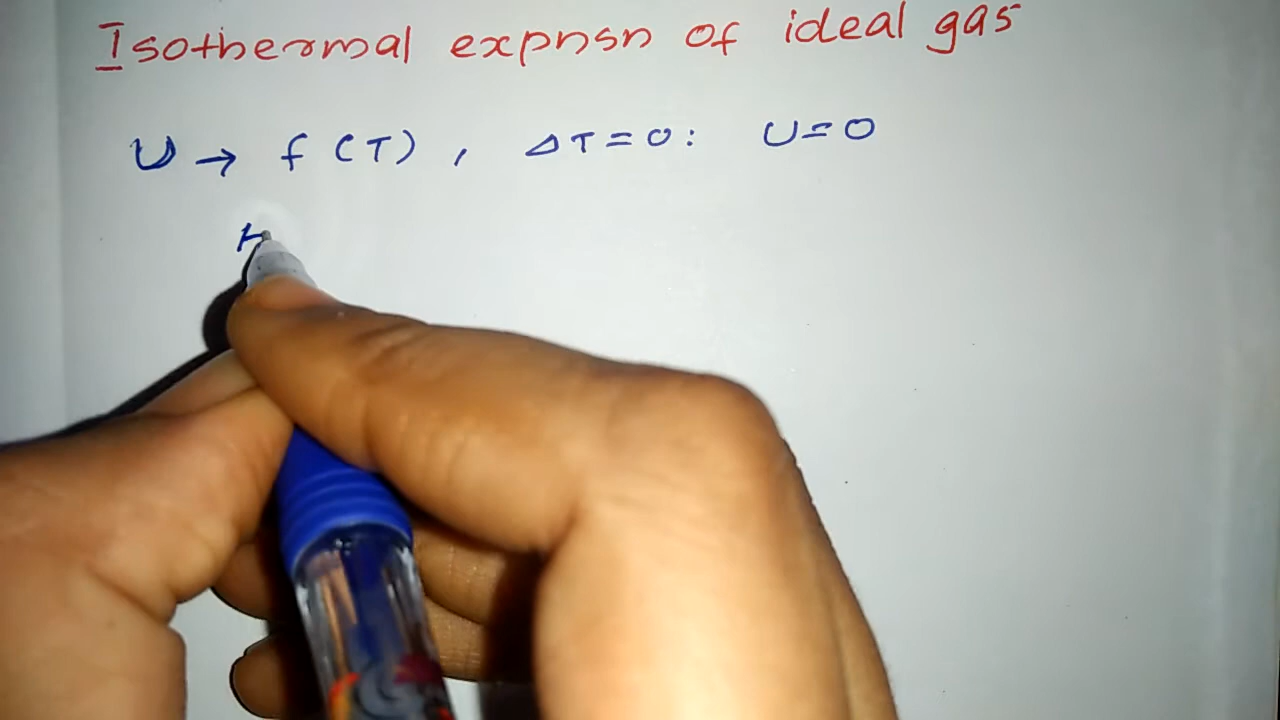 Isothermal expnsn of ideal gas
U → f (T) , ΔT = 0 : U = 0
H